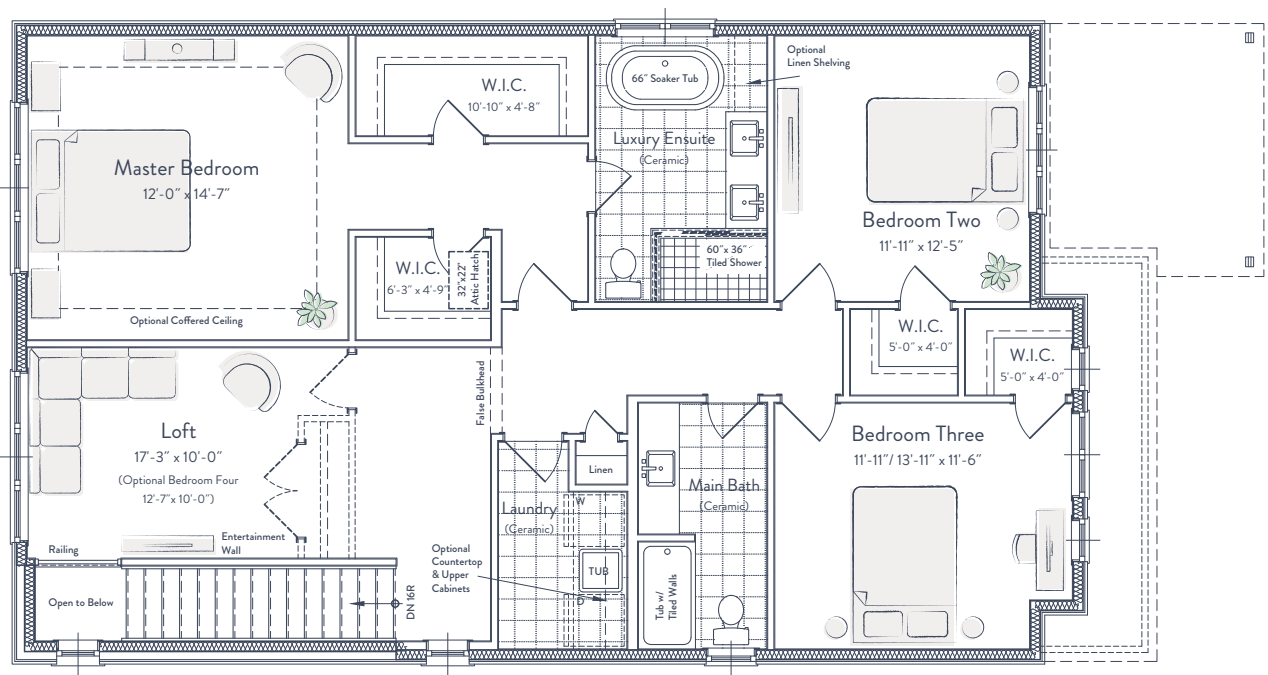 Optional
Linen Shelving
W.I.C.
10'-10" x 4'-8"
66" Soaker Tub
Luxury Ensuite
(Ceramic)
Master Bedroom
12'-0" x 14'-7"
Bedroom Two
11'-11" x 12'-5"
60"x 36"
Tiled Shower
W.I.C.
6'-3" x 4'-9"
32"x22"
Attic Hatch
Optional Coffered Ceiling
W.I.C.
5'-0" x 4'-0"
W.I.C.
5'-0" x 4'-0"
False Bulkhead
Loft
17'-3" x 10'-0"
(Optional Bedroom Four
12'-7"x 10'-0")
Bedroom Three
11'-11"/ 13'-11" x 11'-6"
Linen
Main Bath
(Ceramic)
W
Laundry
(Ceramic)
Entertainment
Wall
Railing
Optional
Countertop
& Upper
Cabinets
TUB
D
Tub w/
Tiled Walls
Open to Below
DN 16R